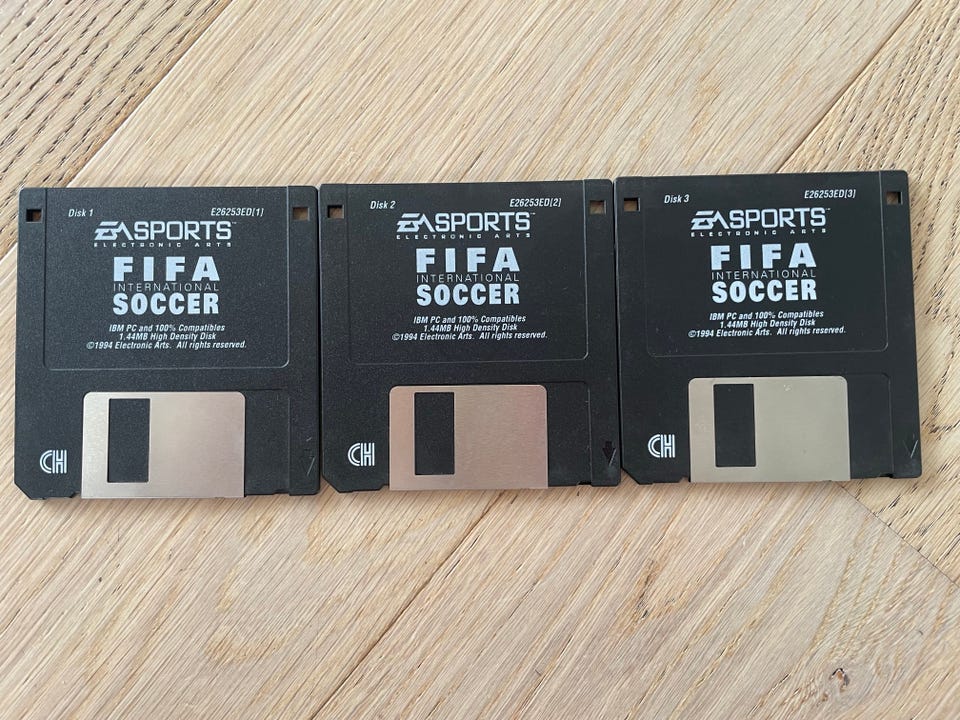 Disk 1 E26253ED[1]
EA SPORTS™
ELECTRONIC ARTS
FIFA
INTERNATIONAL
SOCCER
IBM PC and 100% Compatibles
1.44MB High Density Disk
©1994 Electronic Arts. All rights reserved.
CH
Disk 2 E26253ED[2]
EA SPORTS™
ELECTRONIC ARTS
FIFA
INTERNATIONAL
SOCCER
IBM PC and 100% Compatibles
1.44MB High Density Disk
©1994 Electronic Arts. All rights reserved.
CH
Disk 3 E26253ED[3]
EA SPORTS™
ELECTRONIC ARTS
FIFA
INTERNATIONAL
SOCCER
IBM PC and 100% Compatibles
1.44MB High Density Disk
©1994 Electronic Arts. All rights reserved.
CH